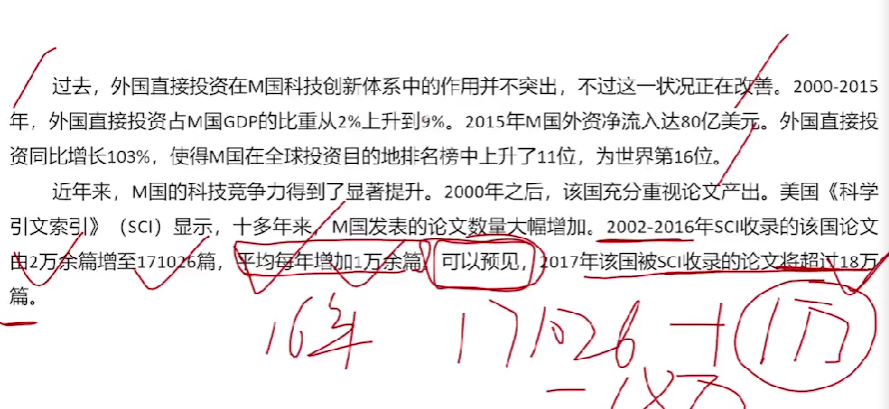 过去，外国直接投资在M国科技创新体系中的作用并不突出，不过这一状况正在改善。2000-2015
年，外国直接投资占M国GDP的比重从2%上升到9%。2015年M国外资净流入达80亿美元。外国直接投
资同比增长103%，使得M国在全球投资目的地排名榜中上升了11位，为世界第16位。
近年来，M国的科技竞争力得到了显著提升。2000年之后，该国充分重视论文产出。美国《科学
引文索引》（SCI）显示，十多年来，M国发表的论文数量大幅增加。2002-2016年SCI收录的该国论文
由2万余篇增至171026篇，平均每年增加1万余篇，可以预见，2017年该国被SCI收录的论文将超过18万
篇。
16年 171026 + 1万
= 18万